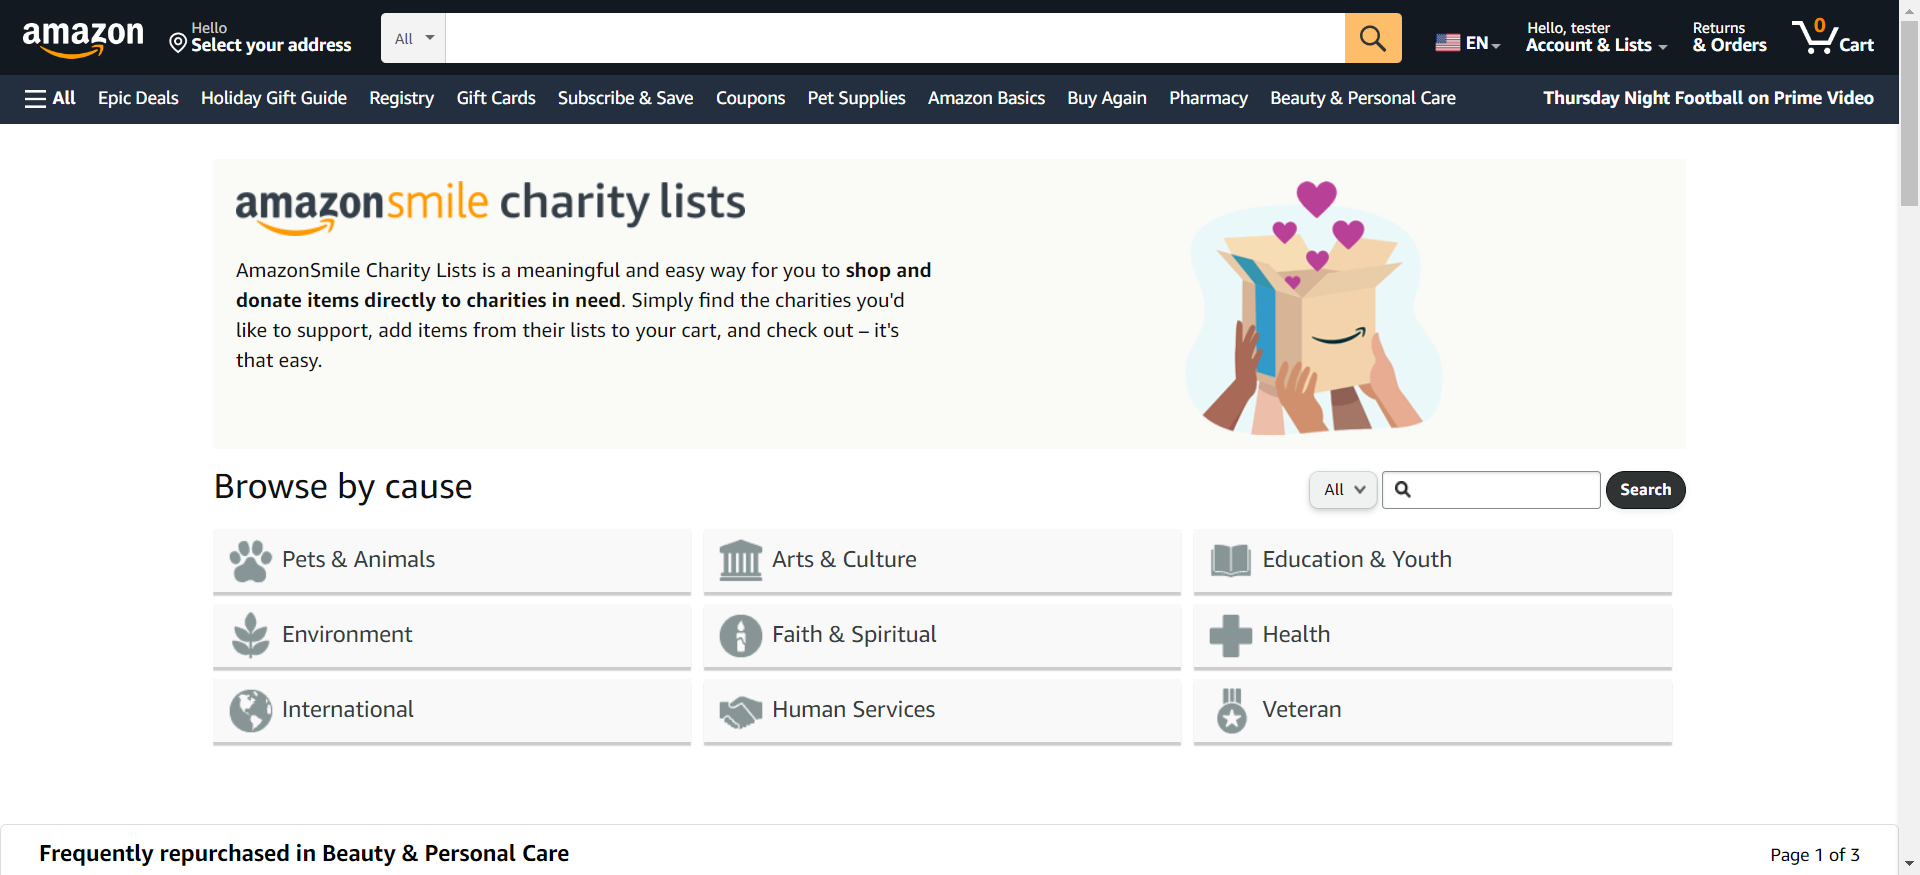 amazon
Hello
Select your address
All
EN
Hello, tester
Account & Lists
Returns
& Orders
0
Cart
All
Epic Deals
Holiday Gift Guide
Registry
Gift Cards
Subscribe & Save
Coupons
Pet Supplies
Amazon Basics
Buy Again
Pharmacy
Beauty & Personal Care
Thursday Night Football on Prime Video
amazonsmile charity lists
AmazonSmile Charity Lists is a meaningful and easy way for you to shop and
donate items directly to charities in need. Simply find the charities you'd
like to support, add items from their lists to your cart, and check out – it's
that easy.
Browse by cause
All
Search
Pets & Animals
Arts & Culture
Education & Youth
Environment
Faith & Spiritual
Health
International
Human Services
Veteran
Frequently repurchased in Beauty & Personal Care
Page 1 of 3